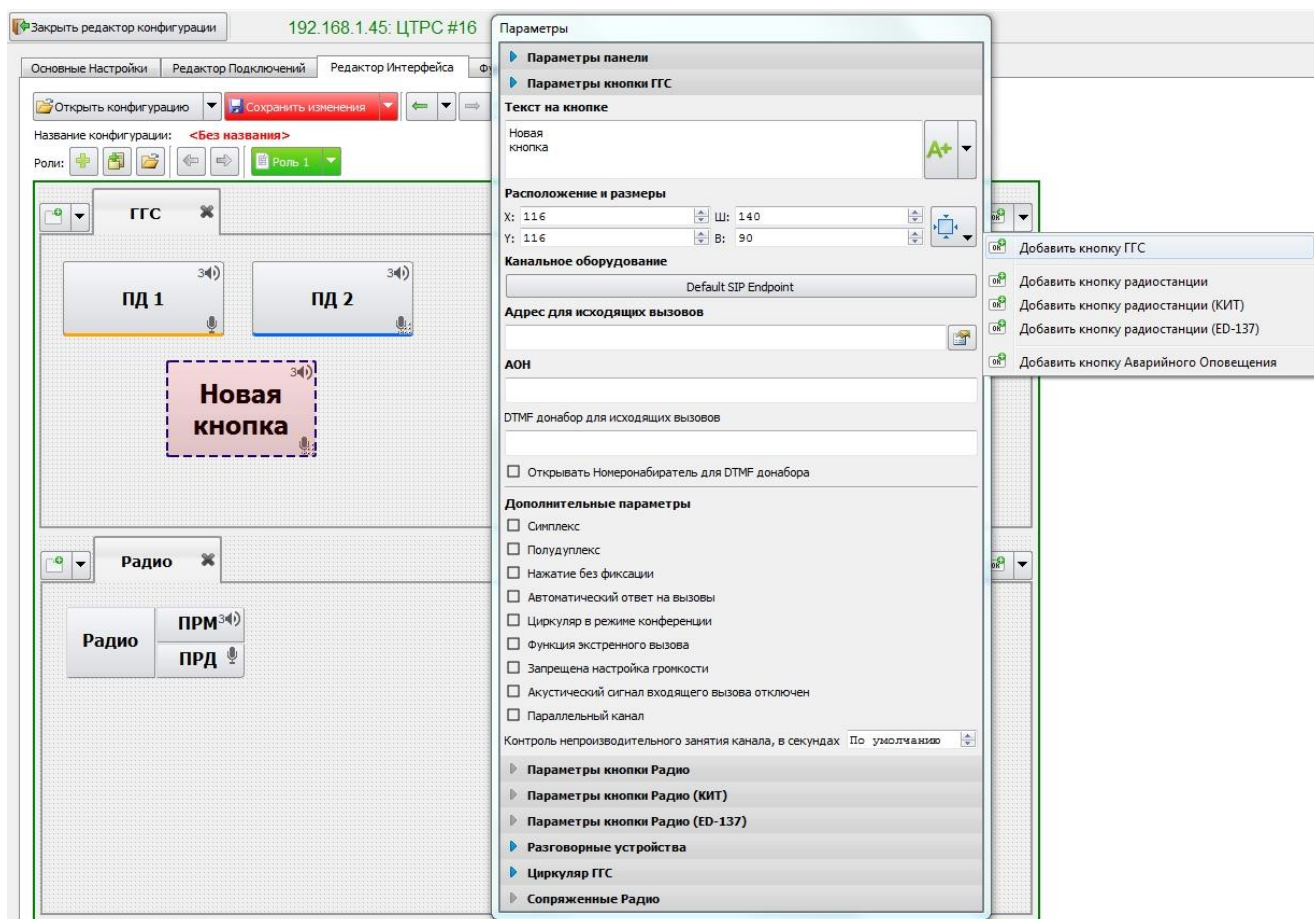 Закрыть редактор конфигурации
192.168.1.45: ЦТРС #16
Основные Настройки
Редактор Подключений
Редактор Интерфейса
Открыть конфигурацию
Сохранить изменения
Название конфигурации: <Без названия>
Роли:
Роль 1
ГГС
ПД 1
3
ПД 2
3
Новая
кнопка
3
Радио
Радио
ПРМ
3
ПРД
Параметры
Параметры панели
Параметры кнопки ГГС
Текст на кнопке
Новая
кнопка
A+
Расположение и размеры
X: 116 Ш: 140
Y: 116 В: 90
Канальное оборудование
Default SIP Endpoint
Адрес для исходящих вызовов
АОН
DTMF донабор для исходящих вызовов
Открывать Номеронабиратель для DTMF донабора
Дополнительные параметры
Симплекс
Полудуплекс
Нажатие без фиксации
Автоматический ответ на вызовы
Циркуляр в режиме конференции
Функция экстренного вызова
Запрещена настройка громкости
Акустический сигнал входящего вызова отключен
Параллельный канал
Контроль непроизводительного занятия канала, в секундах По умолчанию
Параметры кнопки Радио
Параметры кнопки Радио (КИТ)
Параметры кнопки Радио (ED-137)
Разговорные устройства
Циркуляр ГГС
Сопряженные Радио
Добавить кнопку ГГС
Добавить кнопку радиостанции
Добавить кнопку радиостанции (КИТ)
Добавить кнопку радиостанции (ED-137)
Добавить кнопку Аварийного Оповещения